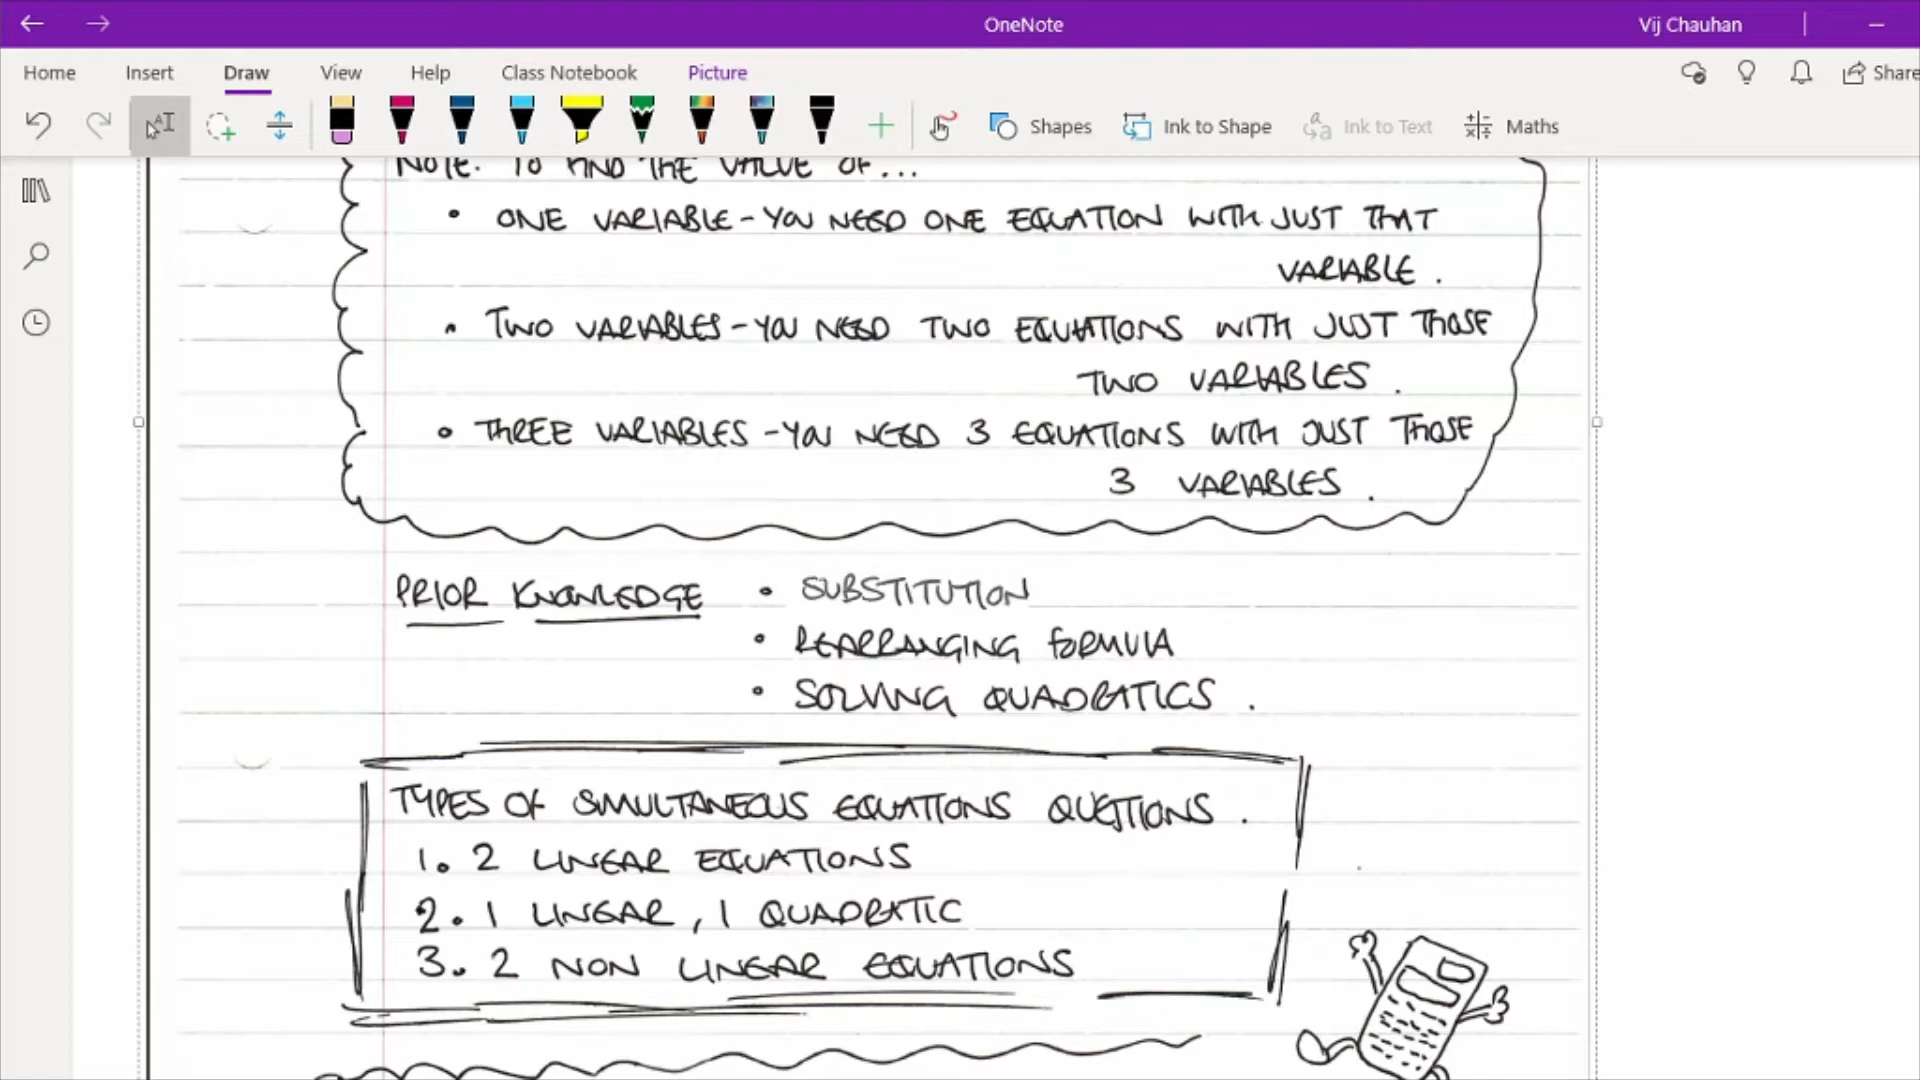 OneNote
Vij Chauhan
Home Insert Draw View Help Class Notebook Picture
Share
Shapes Ink to Shape Ink to Text Maths
NOTE: TO FIND THE VALUE OF...
• ONE VARIABLE - YOU NEED ONE EQUATION WITH JUST THAT
VARIABLE.
• TWO VARIABLES - YOU NEED TWO EQUATIONS WITH JUST THOSE
TWO VARIABLES.
• THREE VARIABLES - YOU NEED 3 EQUATIONS WITH JUST THOSE
3 VARIABLES.
PRIOR KNOWLEDGE • SUBSTITUTION
• REARRANGING FORMULA
• SOLVING QUADRATICS.
TYPES OF SIMULTANEOUS EQUATIONS QUESTIONS.
1. 2 LINEAR EQUATIONS
2. 1 LINEAR, 1 QUADRATIC
3. 2 NON LINEAR EQUATIONS